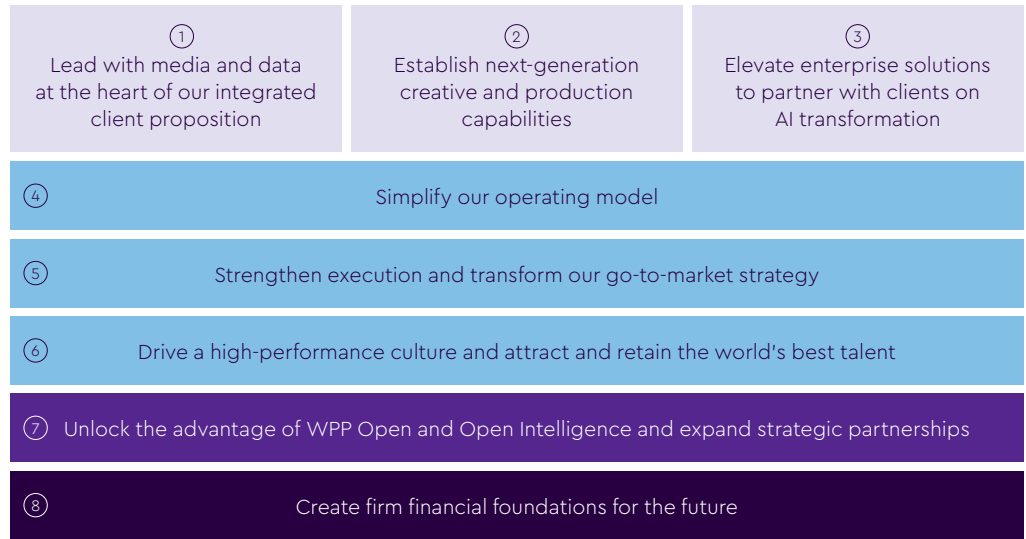 ①
Lead with media and data
at the heart of our integrated
client proposition
②
Establish next-generation
creative and production
capabilities
③
Elevate enterprise solutions
to partner with clients on
AI transformation
④ Simplify our operating model
⑤ Strengthen execution and transform our go-to-market strategy
⑥ Drive a high-performance culture and attract and retain the world's best talent
⑦ Unlock the advantage of WPP Open and Open Intelligence and expand strategic partnerships
⑧ Create firm financial foundations for the future